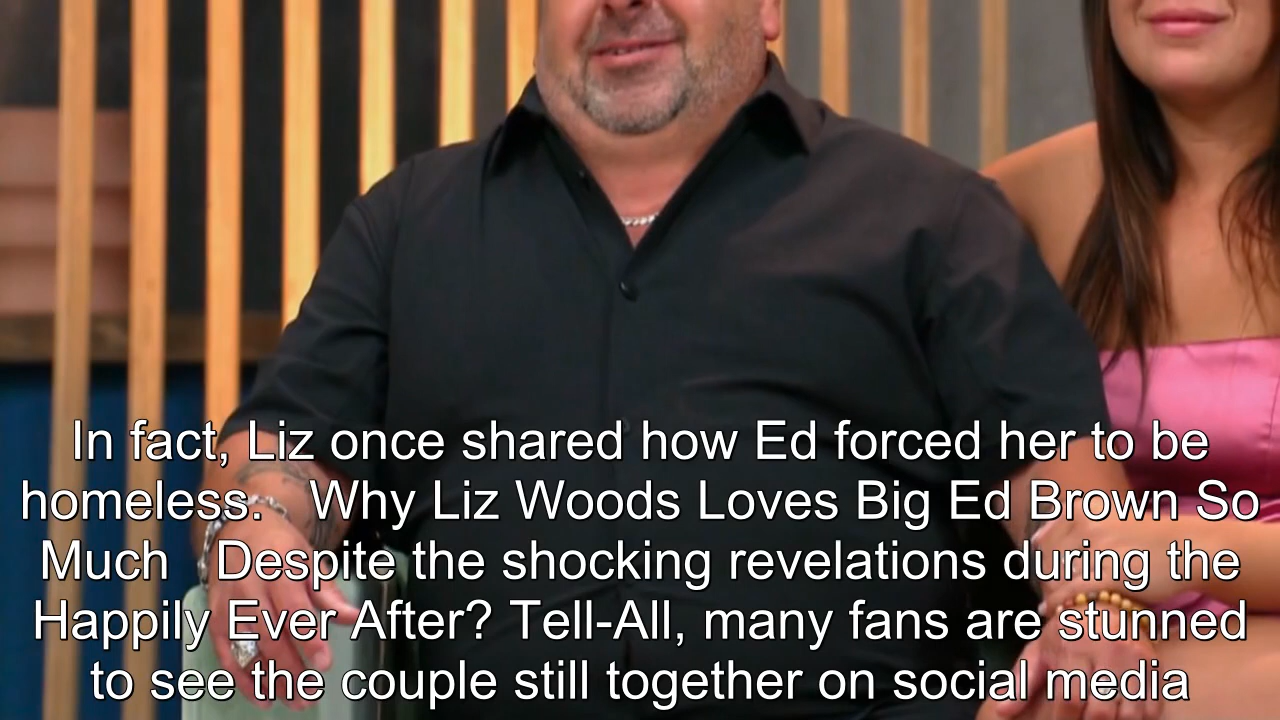 In fact, Liz once shared how Ed forced her to be
homeless.   Why Liz Woods Loves Big Ed Brown So
Much   Despite the shocking revelations during the
Happily Ever After? Tell-All, many fans are stunned
to see the couple still together on social media